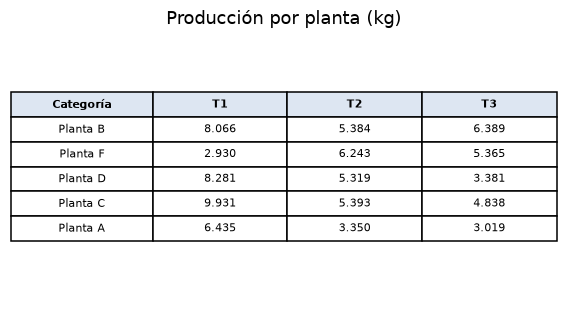 Producción por planta (kg)
Categoría T1 T2 T3
Planta B 8.066 5.384 6.389
Planta F 2.930 6.243 5.365
Planta D 8.281 5.319 3.381
Planta C 9.931 5.393 4.838
Planta A 6.435 3.350 3.019